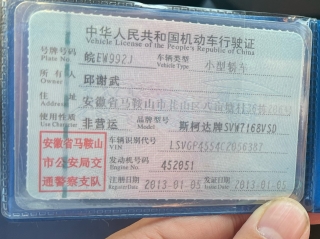 中华人民共和国机动车行驶证
Vehicle License of the People's Republic of China
号牌号码 皖EW992J 车辆类型 小型轿车
Plate No. Vehicle Type
所有人 邱谢武
Owner
住址 安徽省马鞍山市花山区
Address
使用性质 非营运 品牌型号 斯柯达牌SVW7168VSD
Use Character Model
安徽省马鞍山
市公安局交
通警察支队
车辆识别代号
VIN
发动机号码 452051
Engine No.
注册日期 2013-01-05 发证日期 2013-01-05
Register Date Issue Date